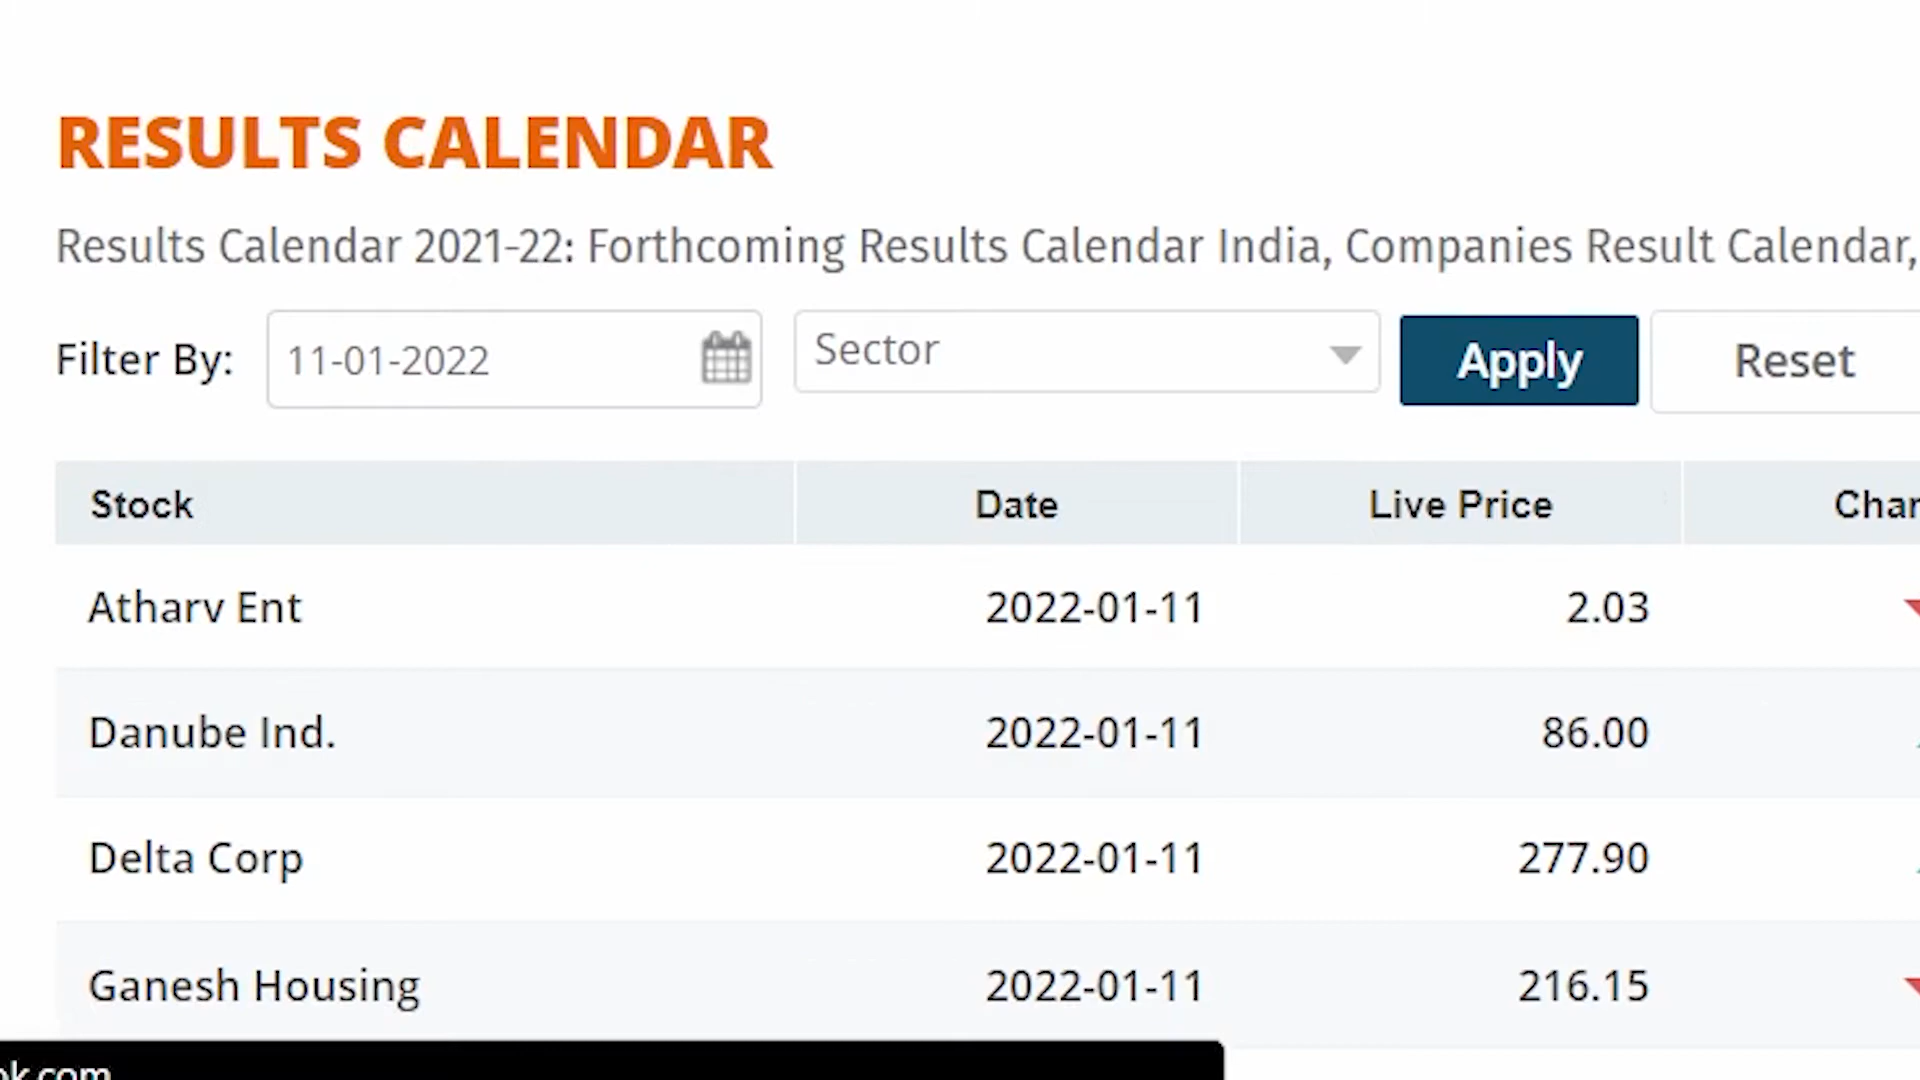 RESULTS CALENDAR
Results Calendar 2021-22: Forthcoming Results Calendar India, Companies Result Calendar,
Filter By: 11-01-2022 Sector Apply Reset
Stock Date Live Price
Atharv Ent 2022-01-11 2.03
Danube Ind. 2022-01-11 86.00
Delta Corp 2022-01-11 277.90
Ganesh Housing 2022-01-11 216.15